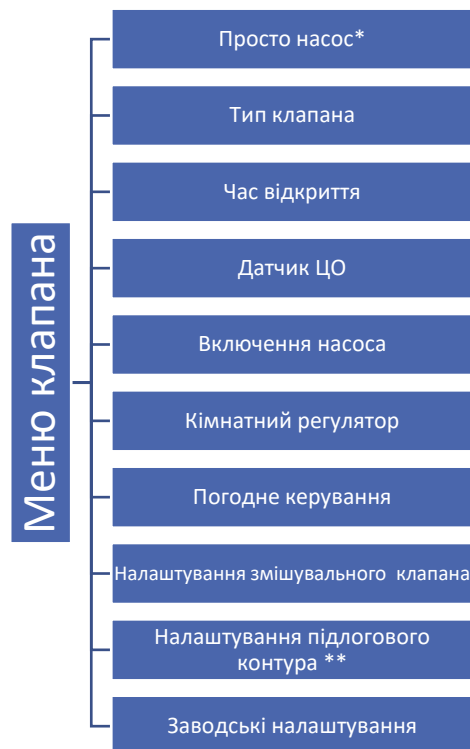 Меню клапана
Просто насос*
Тип клапана
Час відкриття
Датчик ЦО
Включення насоса
Кімнатний регулятор
Погодне керування
Налаштування змішувального клапана
Налаштування підлогового
контура **
Заводські налаштування